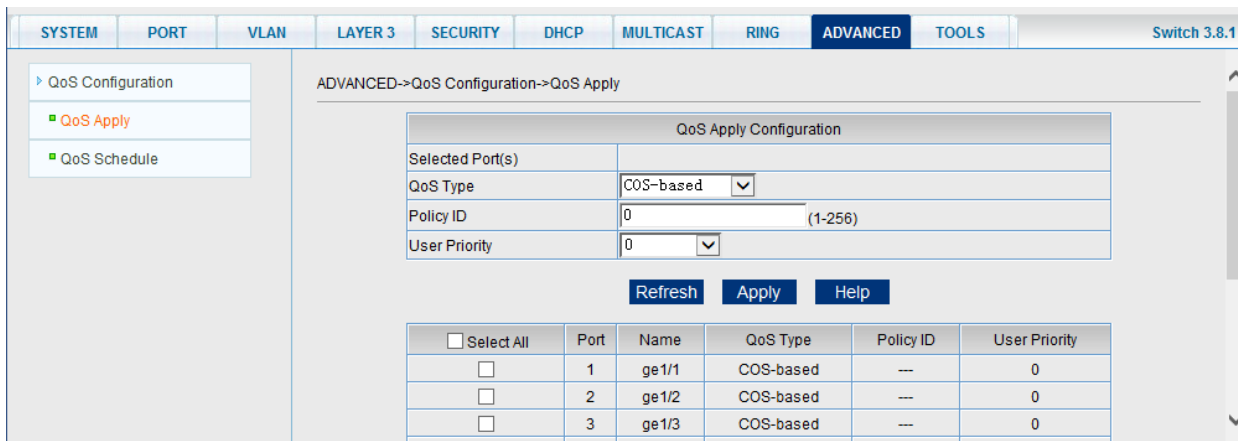 SYSTEM PORT VLAN LAYER 3 SECURITY DHCP MULTICAST RING ADVANCED TOOLS Switch 3.8.1
QoS Configuration
QoS Apply
QoS Schedule
ADVANCED->QoS Configuration->QoS Apply
QoS Apply Configuration
Selected Port(s)
QoS Type COS-based
Policy ID 0 (1-256)
User Priority 0
Refresh Apply Help
Select All Port Name QoS Type Policy ID User Priority
1 ge1/1 COS-based --- 0
2 ge1/2 COS-based --- 0
3 ge1/3 COS-based --- 0